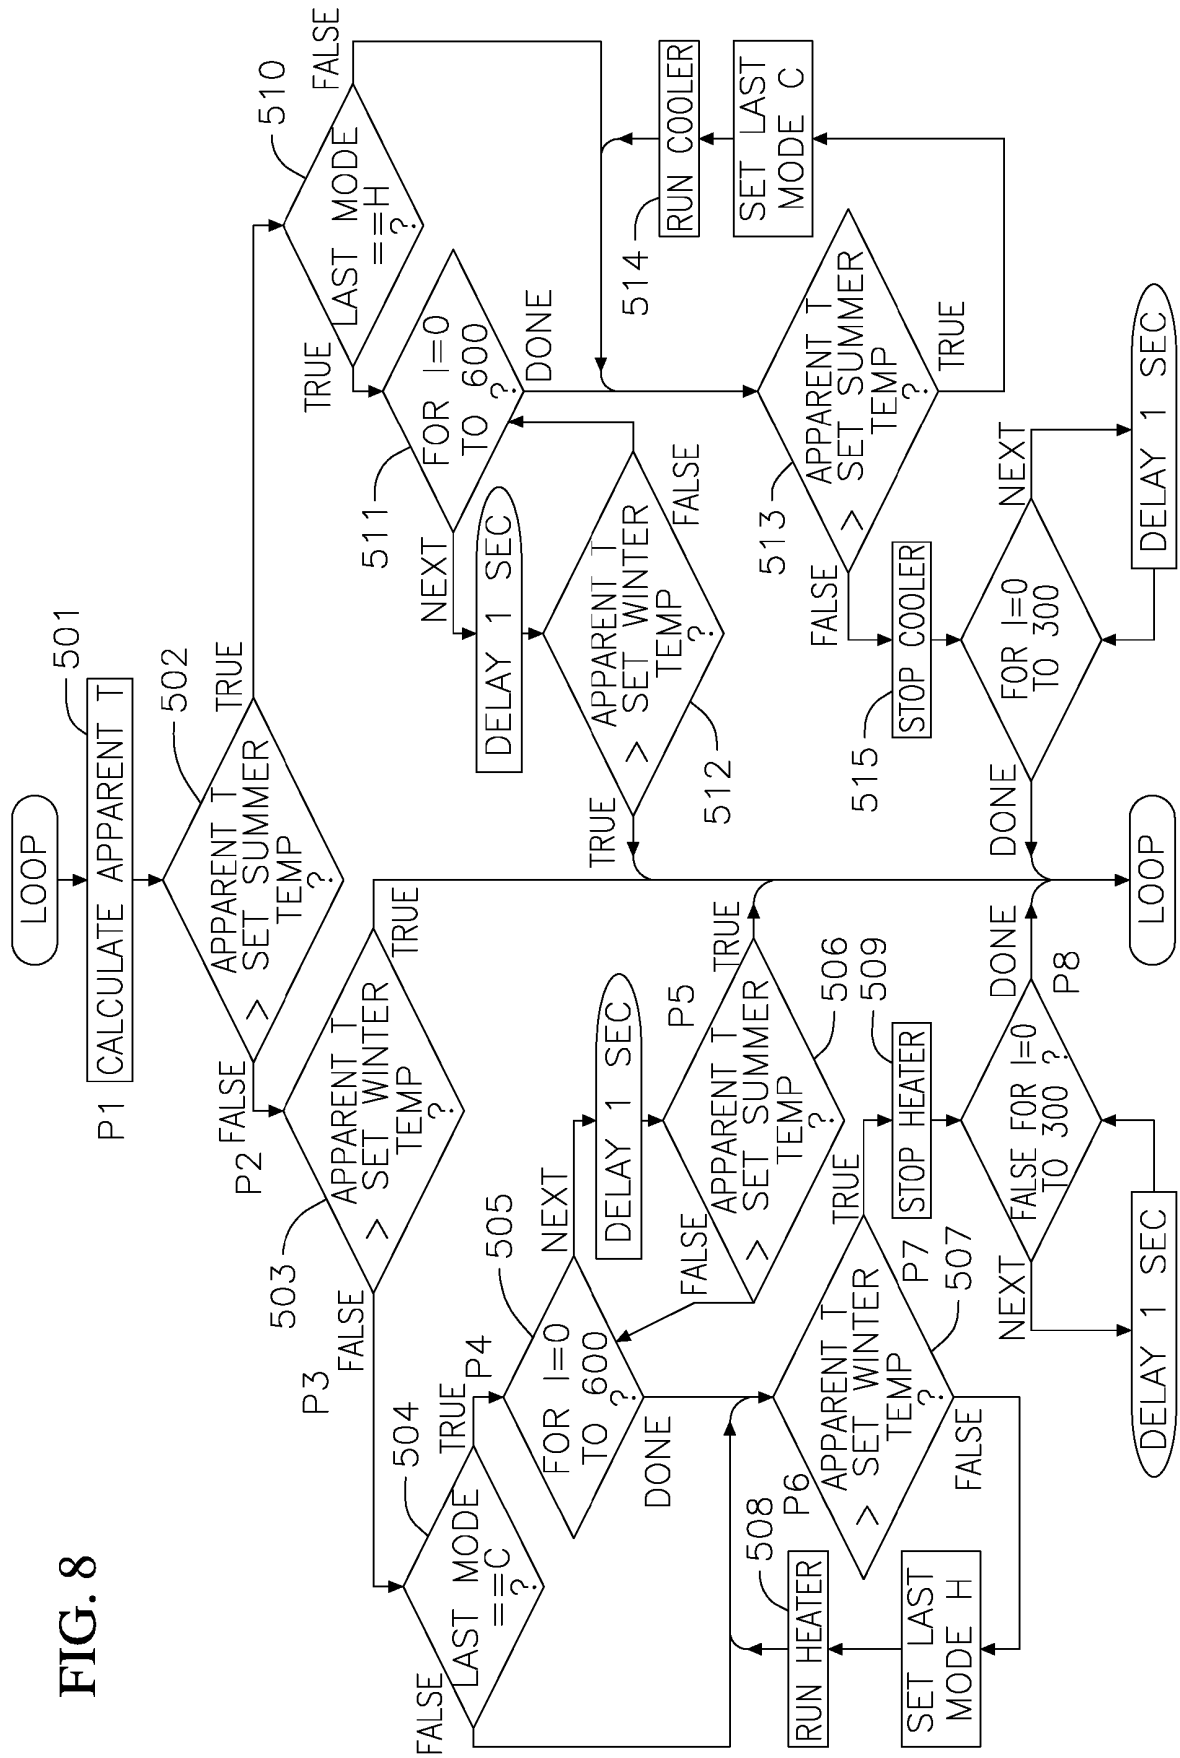 FIG. 8
LOOP
501
P1
CALCULATE APPARENT T
502
APPARENT T
> SET SUMMER
TEMP
?
FALSE
TRUE
P2
503
APPARENT T
> SET WINTER
TEMP
?
FALSE
TRUE
P3
504
LAST MODE
==C
?
FALSE
TRUE
P4
505
FOR I=0
TO 600
?
NEXT
DONE
DELAY 1 SEC
P5
APPARENT T
> SET SUMMER
TEMP
?
FALSE
TRUE
506
P6
APPARENT T
> SET WINTER
TEMP
?
TRUE
FALSE
P7
507
508
RUN HEATER
SET LAST
MODE H
509
STOP HEATER
FALSE FOR I=0
TO 300 ?
NEXT
DONE
P8
DELAY 1 SEC
510
LAST MODE
==H
?
TRUE
FALSE
511
FOR I=0
TO 600
?
NEXT
DONE
DELAY 1 SEC
APPARENT T
> SET WINTER
TEMP
?
TRUE
FALSE
512
513
APPARENT T
> SET SUMMER
TEMP
?
FALSE
TRUE
514
RUN COOLER
SET LAST
MODE C
515
STOP COOLER
FOR I=0
TO 300
DONE
NEXT
DELAY 1 SEC
LOOP